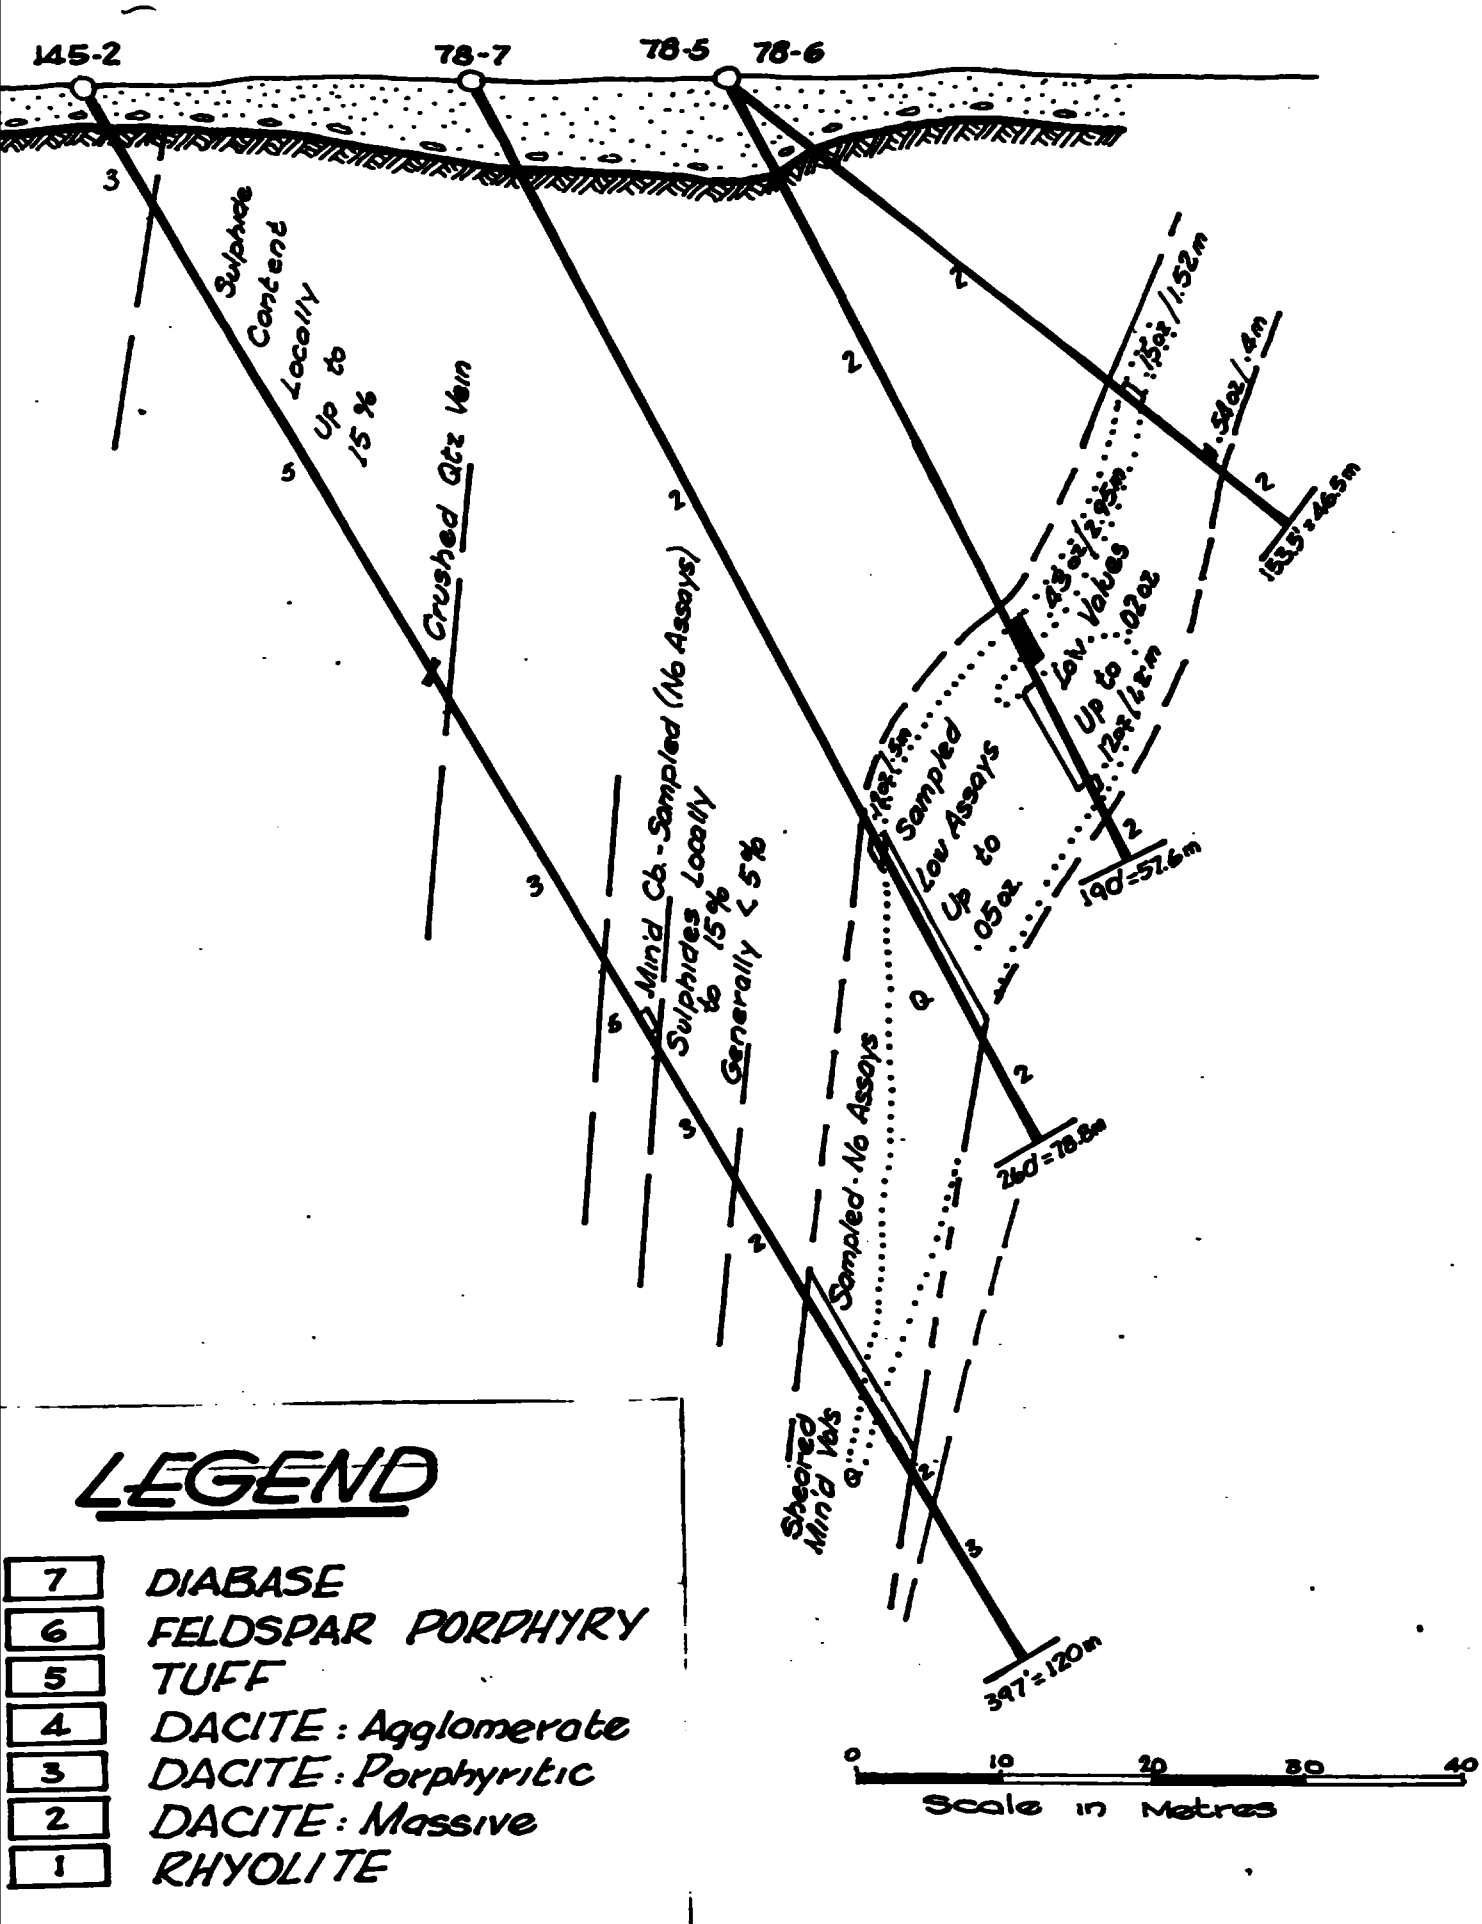 145-2
78-7
78-5
78-6
3
Sulphide
Content
Locally
Up to
15 %
5
Crushed Qtz Vein
3
5
Min'd Cb.-Sampled (No Assays)
Sulphides Locally
to 15%
Generally < 5%
3
2
2
2
2
.15oz/1.52m
.54oz/.4m
2
153.5'=46.5m
.43oz/2.95m
Low Values
Up to .02oz
.12oz/1.2m
2
190'=57.6m
.12oz/.5m
Sampled
Low Assays
Up to
.05oz.
Q
2
260'=78.8m
Sampled-No Assays
Sheared
Min'd Vols
Q
2
3
397'=120m
LEGEND
7 DIABASE
6 FELDSPAR PORPHYRY
5 TUFF
4 DACITE: Agglomerate
3 DACITE: Porphyritic
2 DACITE: Massive
1 RHYOLITE
0 10 20 30 40
Scale in Metres